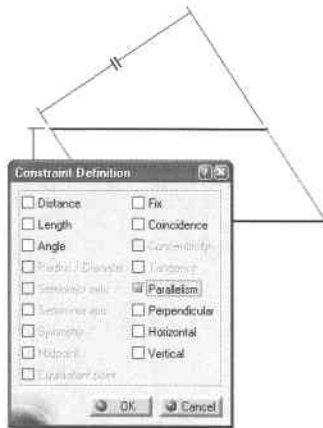 Constraint Definition
Distance
Length
Angle
Radius / Diameter
Semimajor axis
Semiminor axis
Symmetry
Midpoint
Equidistant point
Fix
Coincidence
Concentricity
Tangency
Parallelism
Perpendicular
Horizontal
Vertical
OK
Cancel